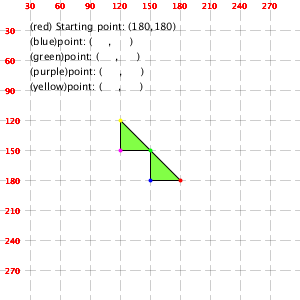 30 60 90 120 150 180 210 240 270
30
(red) Starting point: (180,180)
(blue)point: ( , )
(green)point: ( , )
60
(purple)point: ( , )
(yellow)point: ( , )
90
120
150
180
210
240
270